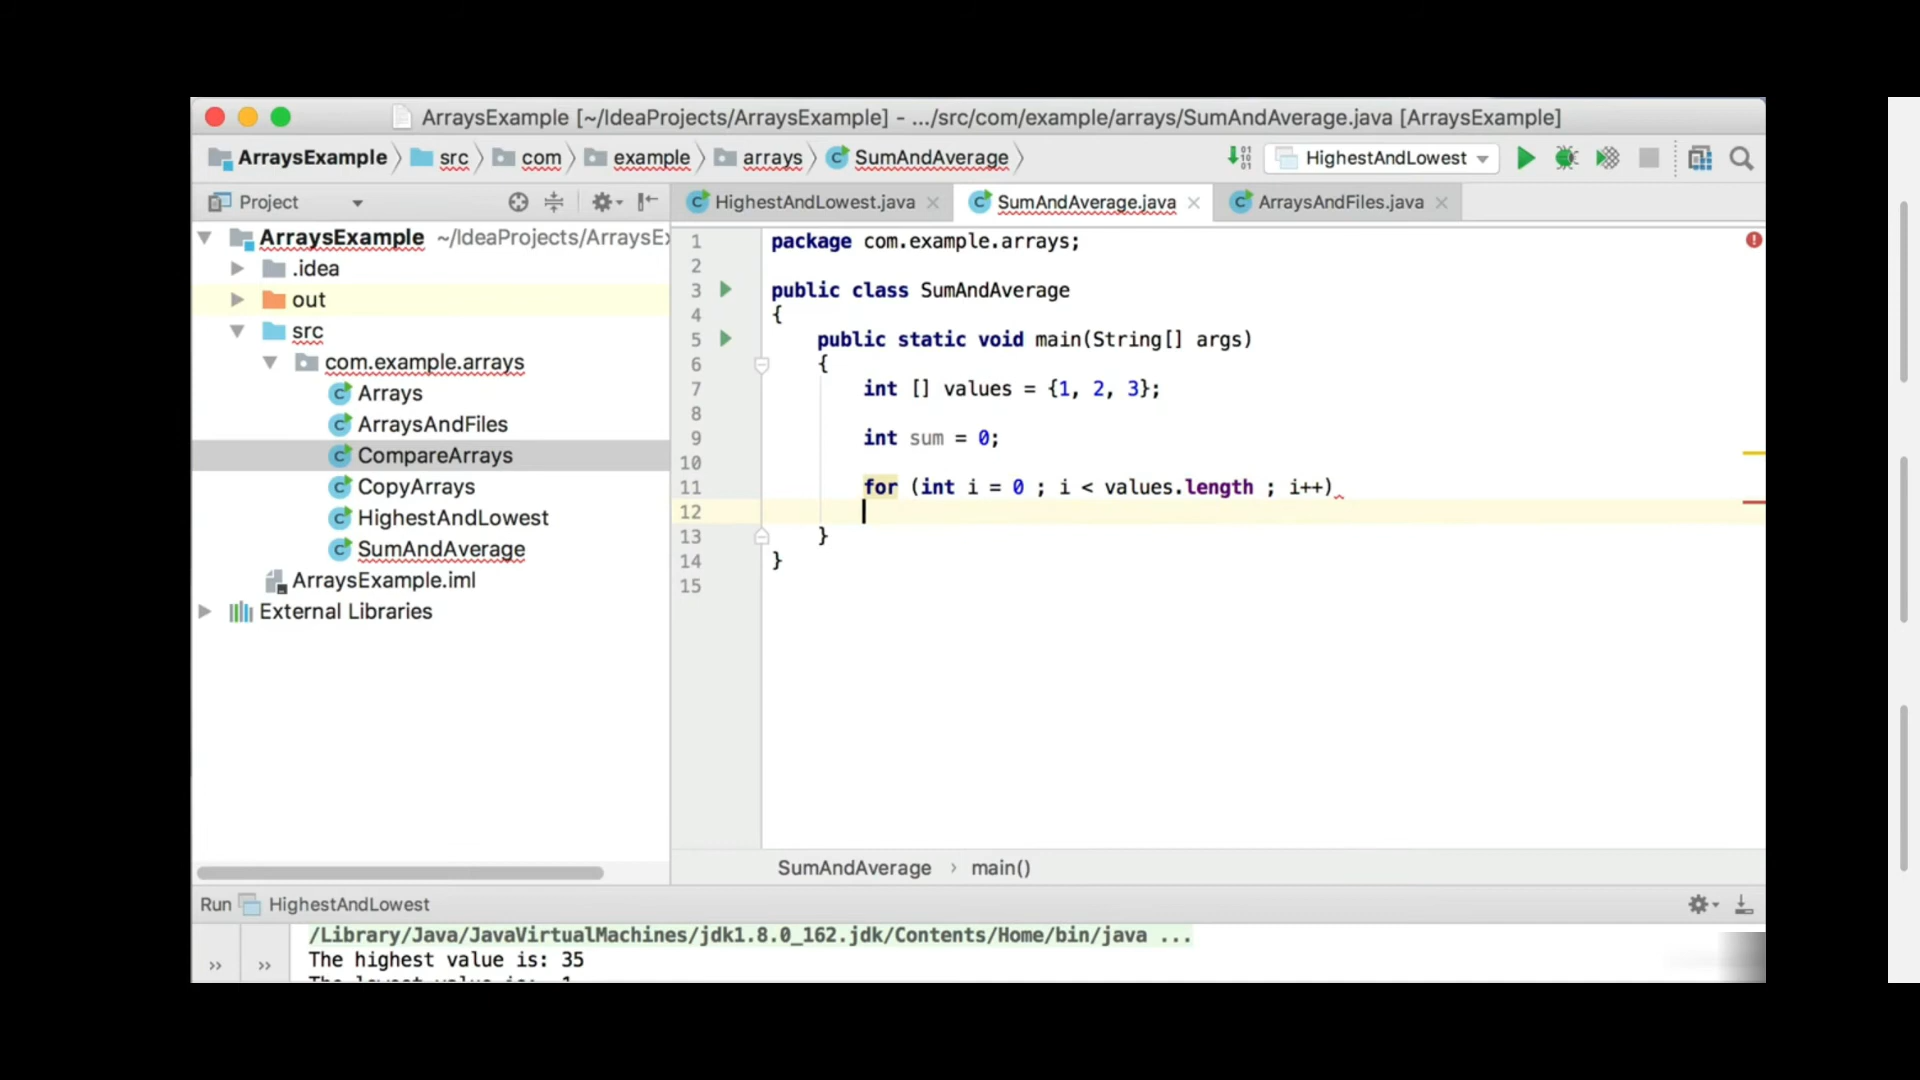 ArraysExample [~/IdeaProjects/ArraysExample] - .../src/com/example/arrays/SumAndAverage.java [ArraysExample]
ArraysExample src com example arrays SumAndAverage HighestAndLowest
Project
HighestAndLowest.java SumAndAverage.java ArraysAndFiles.java
ArraysExample ~/IdeaProjects/ArraysEx
.idea
out
src
com.example.arrays
Arrays
ArraysAndFiles
CompareArrays
CopyArrays
HighestAndLowest
SumAndAverage
ArraysExample.iml
External Libraries
1 package com.example.arrays;
2
3 public class SumAndAverage
4 {
5 public static void main(String[] args)
6 {
7 int [] values = {1, 2, 3};
8
9 int sum = 0;
10
11 for (int i = 0 ; i < values.length ; i++)
12
13 }
14 }
15
SumAndAverage › main()
Run HighestAndLowest
/Library/Java/JavaVirtualMachines/jdk1.8.0_162.jdk/Contents/Home/bin/java ...
The highest value is: 35